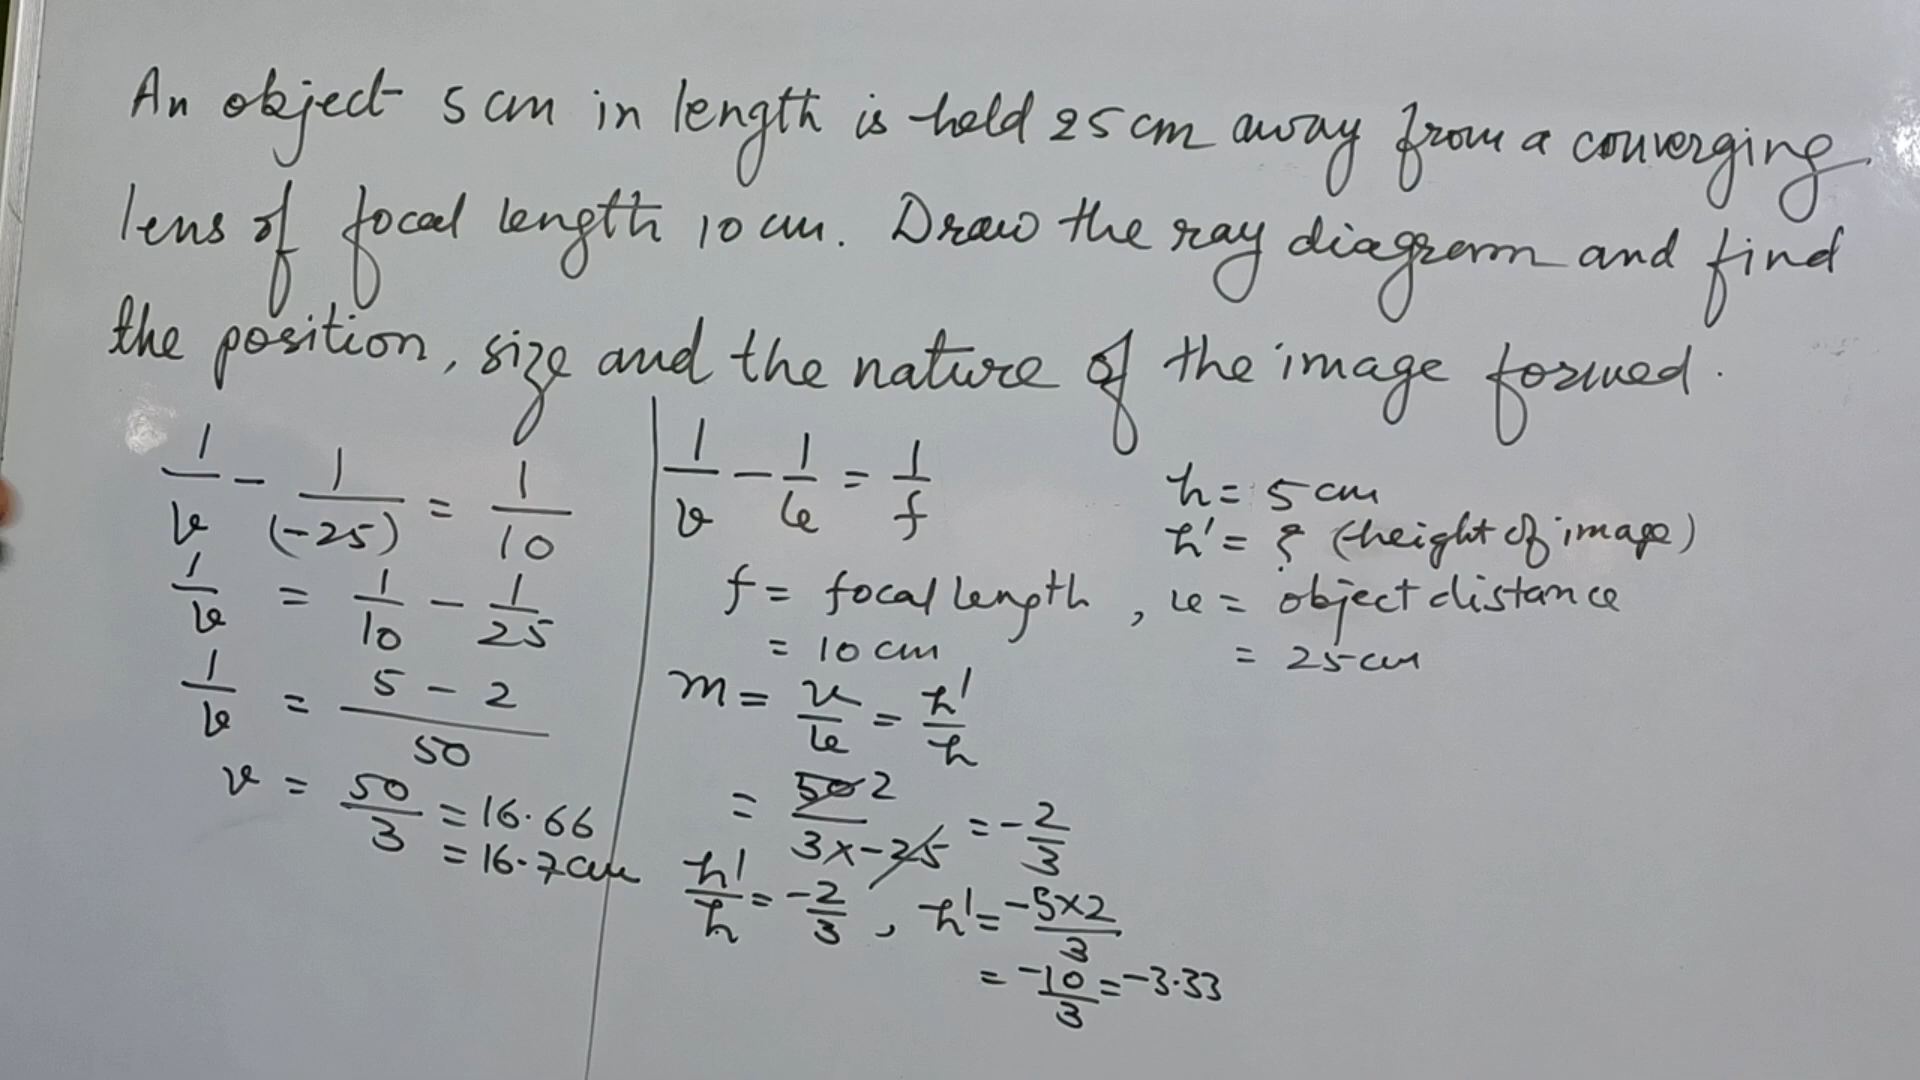 An object 5 cm in length is held 25 cm away from a converging
lens of focal length 10 cm. Draw the ray diagram and find
the position, size and the nature of the image formed.
1/v - 1/(-25) = 1/10
1/v = 1/10 - 1/25
1/v = (5 - 2)/50
v = 50/3 = 16.66
= 16.7 cm
1/v - 1/u = 1/f
f = focal length , u = object distance
= 10 cm
= 25 cm
h = 5 cm
h' = ? (height of image)
m = v/u = h'/h
= 50 2/3 x -25 = -2/3
h'/h = -2/3 , h' = -5 x 2/3
= -10/3 = -3.33